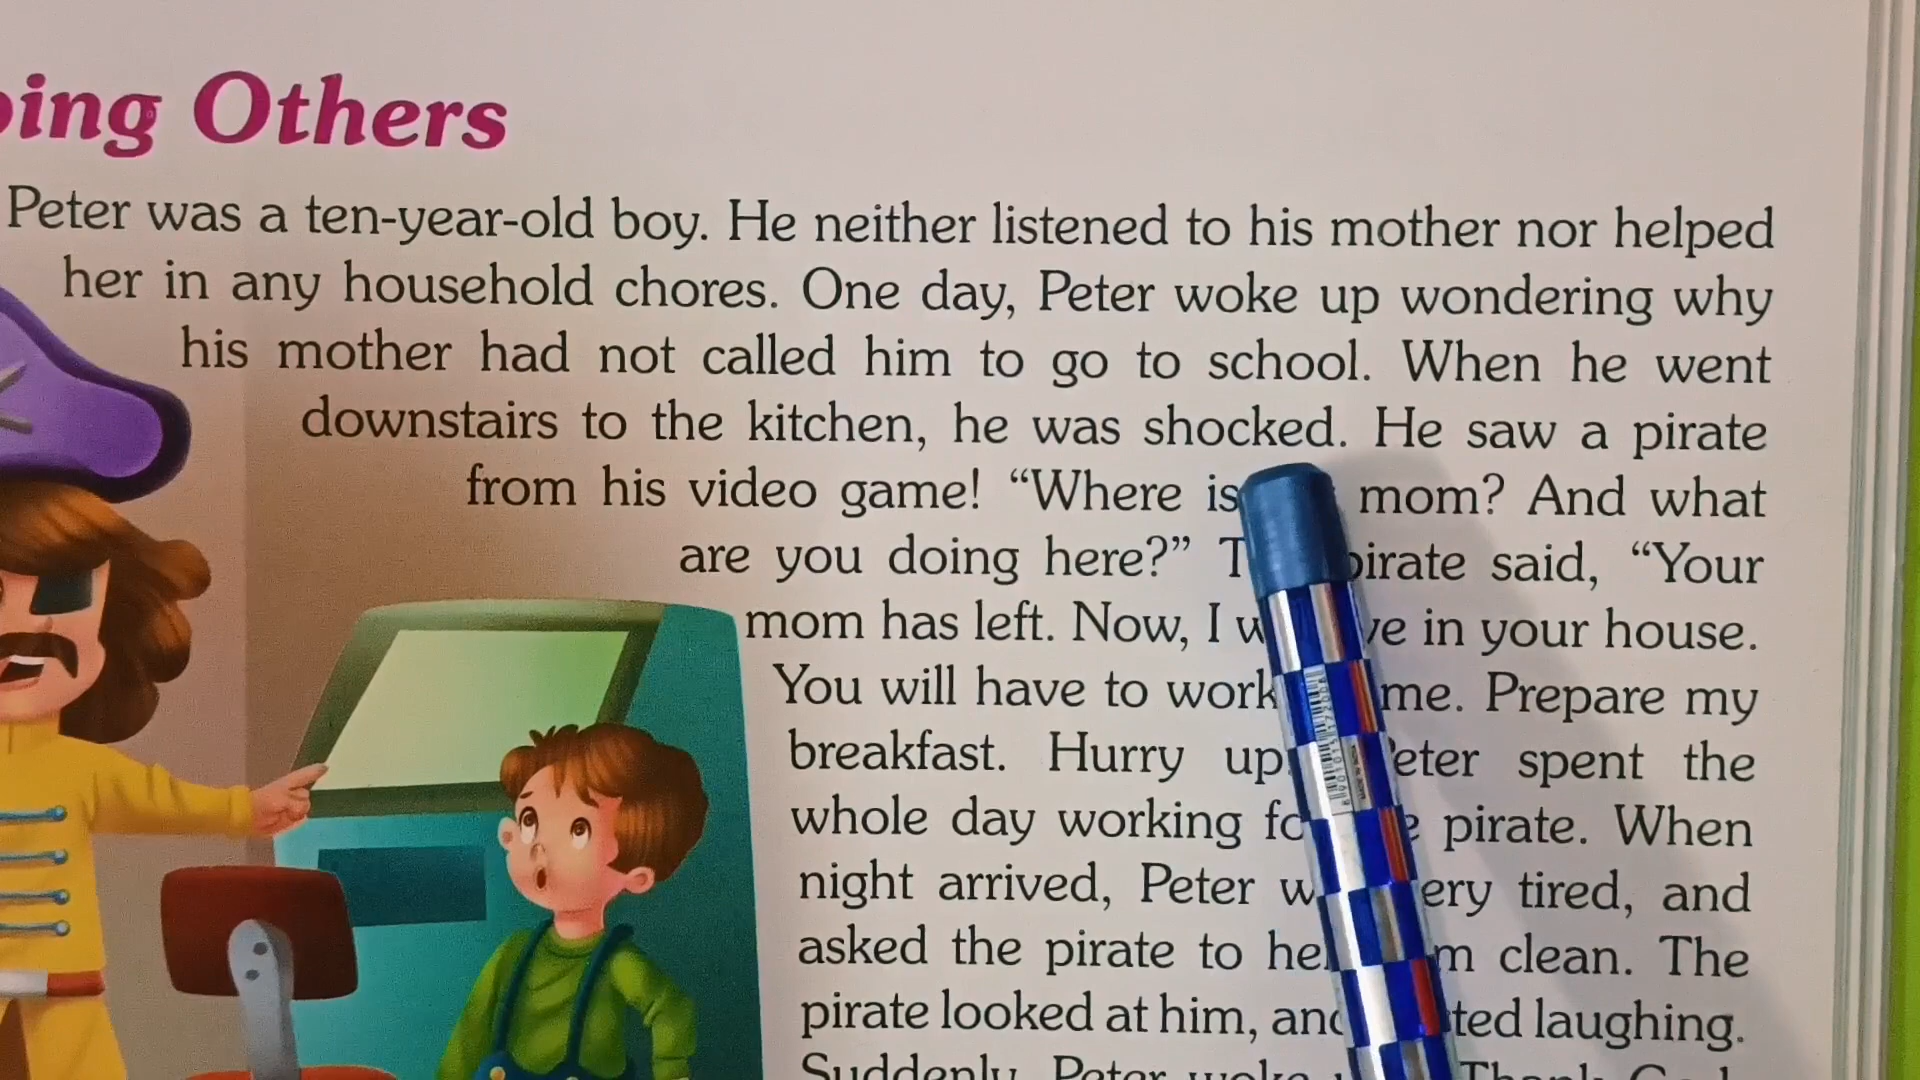 ing Others
Peter was a ten-year-old boy. He neither listened to his mother nor helped
her in any household chores. One day, Peter woke up wondering why
his mother had not called him to go to school. When he went
downstairs to the kitchen, he was shocked. He saw a pirate
from his video game! “Where is mom? And what
are you doing here?” pirate said, “Your
mom has left. Now, I in your house.
You will have to work me. Prepare my
breakfast. Hurry up Peter spent the
whole day working pirate. When
night arrived, Peter tired, and
asked the pirate to clean. The
pirate looked at him, and laughing.
Suddenly, Peter woke